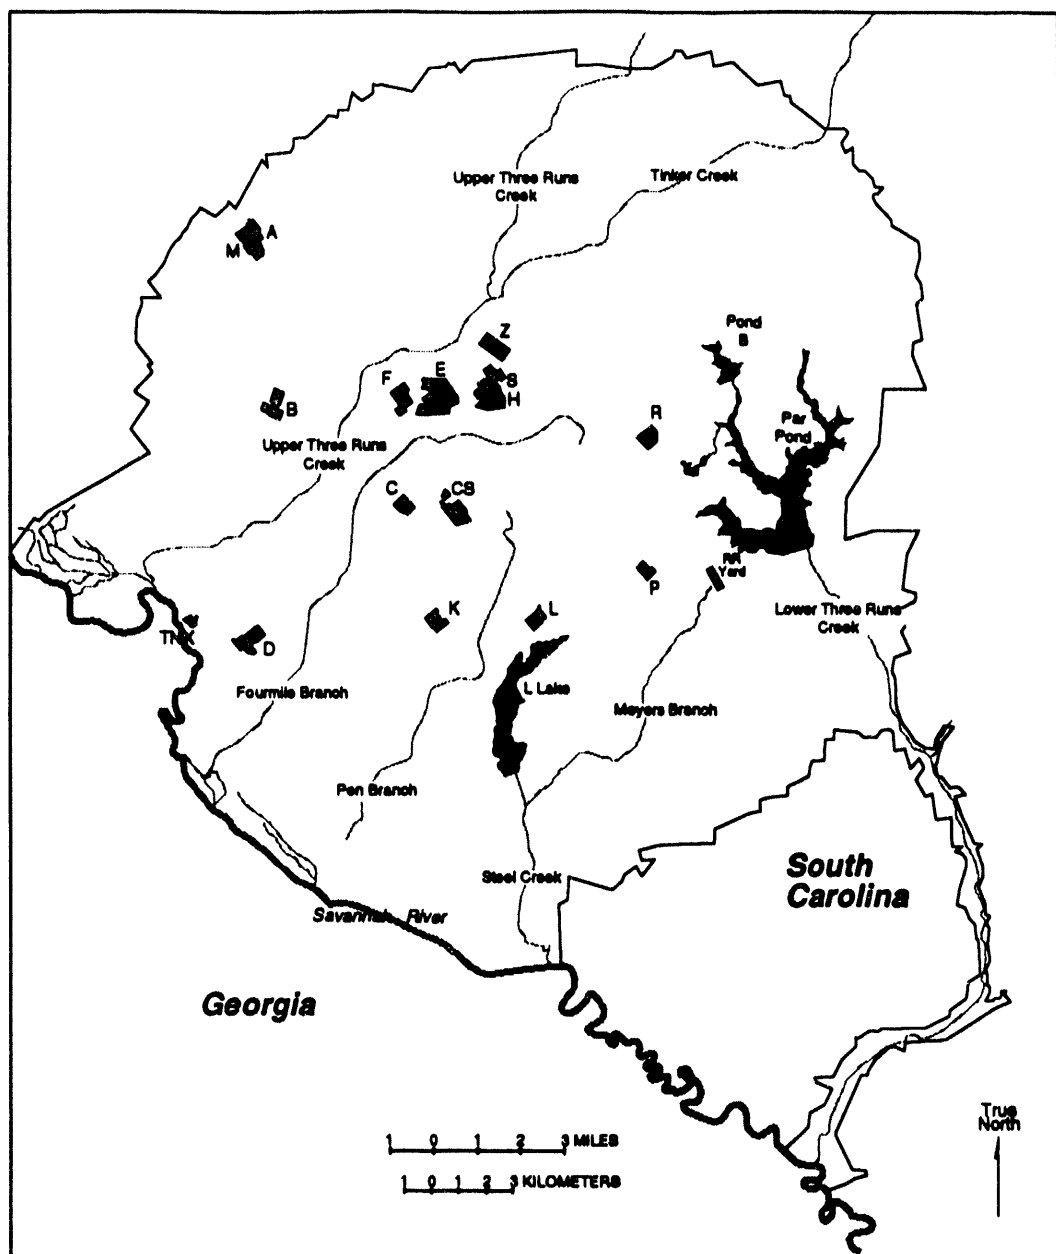 Upper Three Runs
Creek
Tinker Creek
A
M
Z
Pond
B
F
E
S
H
B
R
Par
Pond
Upper Three Runs
Creek
C
CS
RR
Yard
P
Lower Three Runs
Creek
TNX
D
K
L
Fourmile Branch
L Lake
Meyers Branch
Pen Branch
South
Carolina
Steel Creek
Savannah River
Georgia
True
North
1 0 1 2 3 MILES
1 0 1 2 3 KILOMETERS